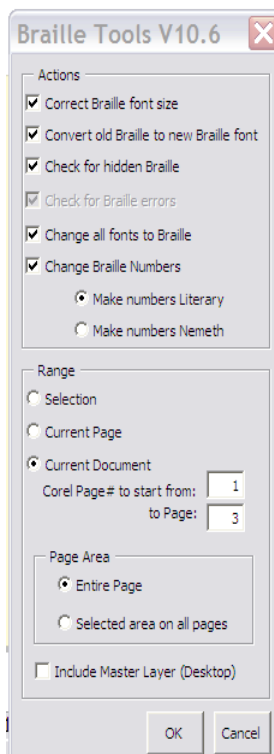 Braille Tools V10.6
Actions
Correct Braille font size
Convert old Braille to new Braille font
Check for hidden Braille
Check for Braille errors
Change all fonts to Braille
Change Braille Numbers
Make numbers Literary
Make numbers Nemeth
Range
Selection
Current Page
Current Document
Corel Page# to start from: 1
to Page: 3
Page Area
Entire Page
Selected area on all pages
Include Master Layer (Desktop)
OK Cancel